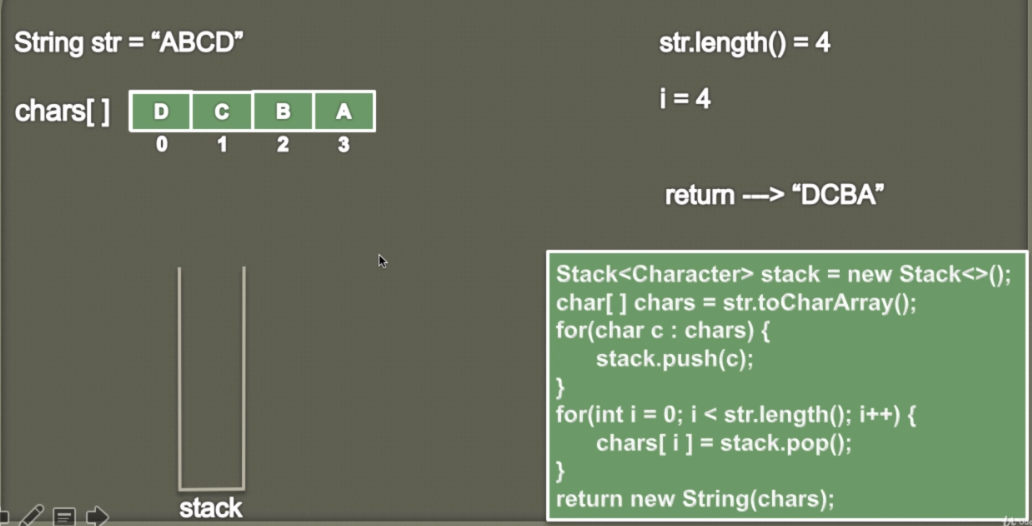 String str = “ABCD”
str.length() = 4
chars[ ] D C B A
0 1 2 3
i = 4
return ---> “DCBA”
Stack<Character> stack = new Stack<>();
char[ ] chars = str.toCharArray();
for(char c : chars) {
stack.push(c);
}
for(int i = 0; i < str.length(); i++) {
chars[ i ] = stack.pop();
}
return new String(chars);
stack